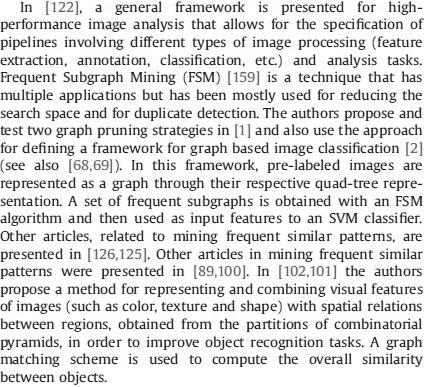 In [122], a general framework is presented for high-
performance image analysis that allows for the specification of
pipelines involving different types of image processing (feature
extraction, annotation, classification, etc.) and analysis tasks.
Frequent Subgraph Mining (FSM) [159] is a technique that has
multiple applications but has been mostly used for reducing the
search space and for duplicate detection. The authors propose and
test two graph pruning strategies in [1] and also use the approach
for defining a framework for graph based image classification [2]
(see also [68,69]). In this framework, pre-labeled images are
represented as a graph through their respective quad-tree repre-
sentation. A set of frequent subgraphs is obtained with an FSM
algorithm and then used as input features to an SVM classifier.
Other articles, related to mining frequent similar patterns, are
presented in [126,125]. Other articles in mining frequent similar
patterns were presented in [89,100]. In [102,101] the authors
propose a method for representing and combining visual features
of images (such as color, texture and shape) with spatial relations
between regions, obtained from the partitions of combinatorial
pyramids, in order to improve object recognition tasks. A graph
matching scheme is used to compute the overall similarity
between objects.